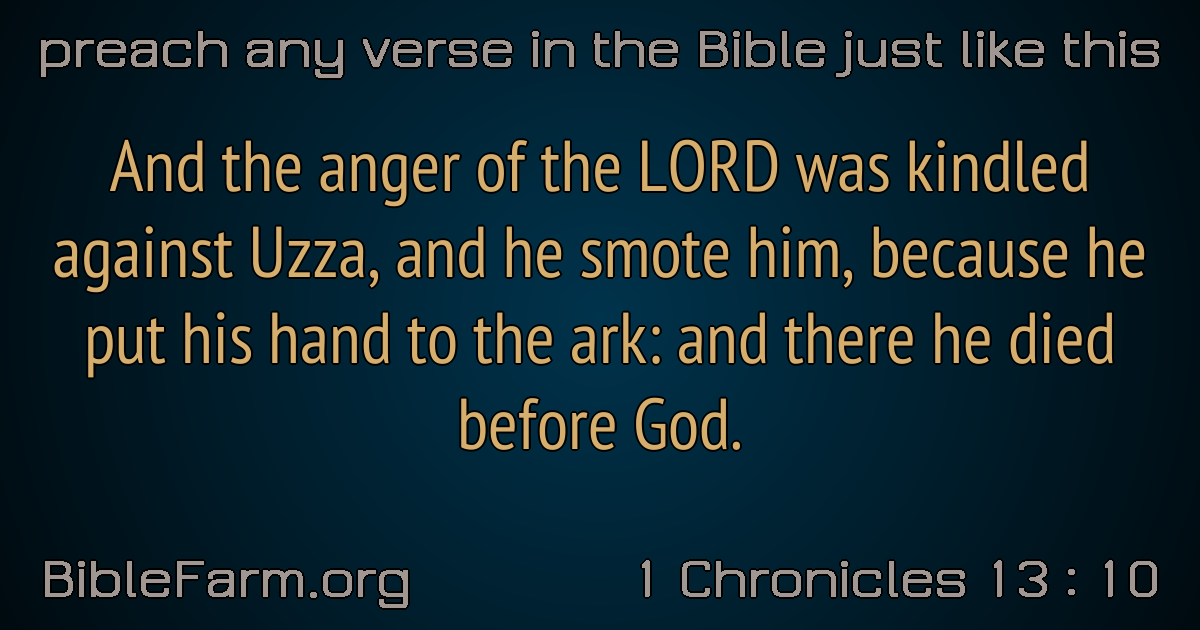 preach any verse in the Bible just like this
And the anger of the LORD was kindled
against Uzza, and he smote him, because he
put his hand to the ark: and there he died
before God.
BibleFarm.org
1 Chronicles 13 : 10